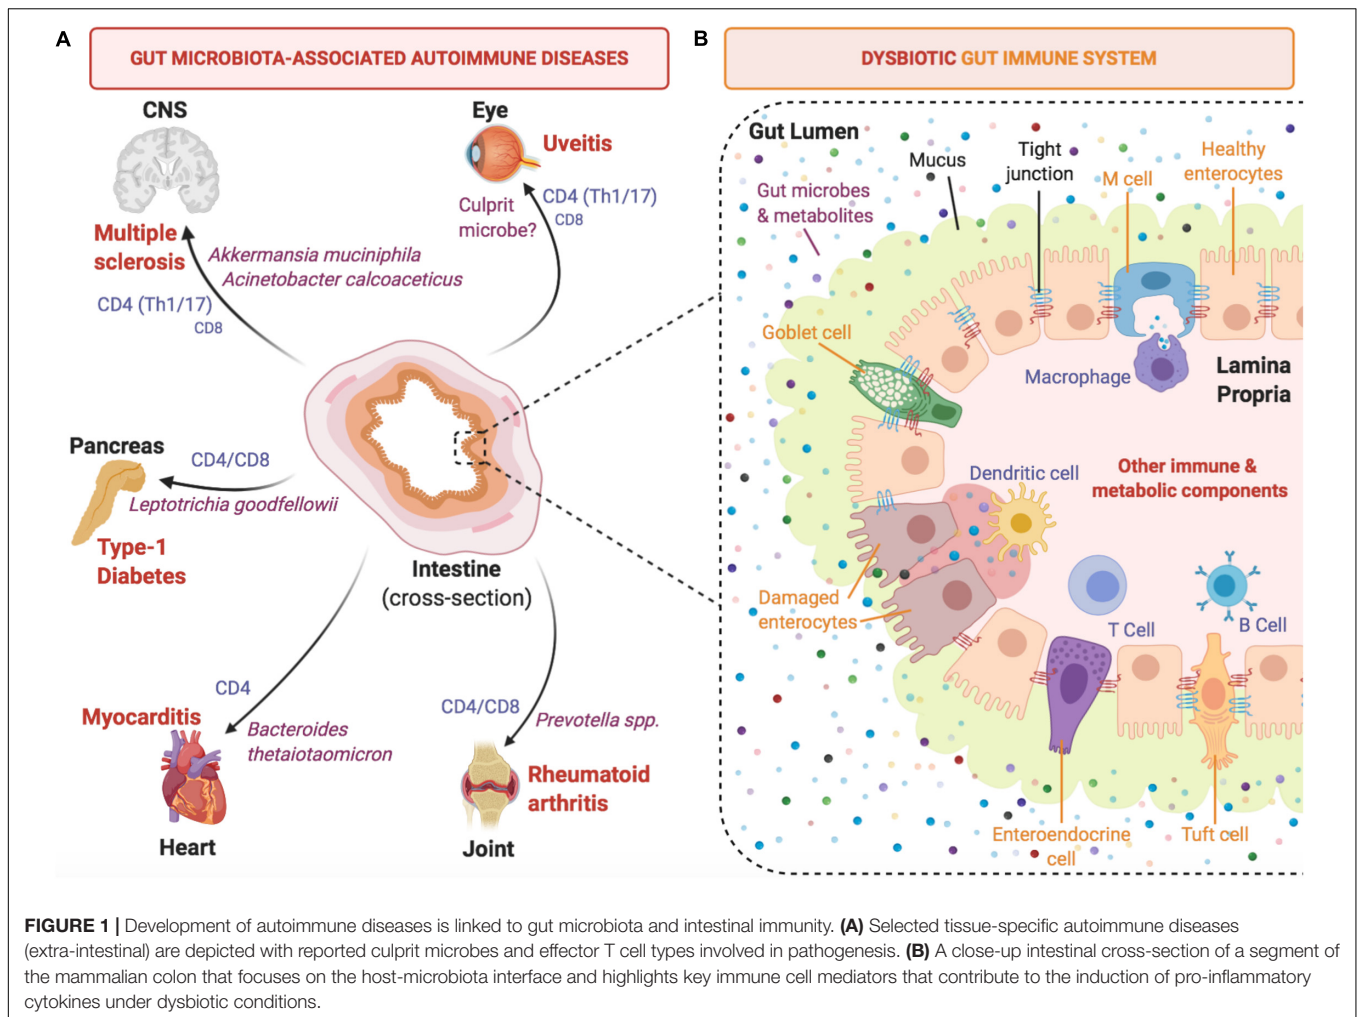 A
GUT MICROBIOTA-ASSOCIATED AUTOIMMUNE DISEASES
CNS
Multiple
sclerosis
Akkermansia muciniphila
Acinetobacter calcoaceticus
CD4 (Th1/17)
CD8
Eye
Uveitis
Culprit
microbe?
CD4 (Th1/17)
CD8
Pancreas
CD4/CD8
Leptotrichia goodfellowii
Type-1
Diabetes
Intestine
(cross-section)
CD4
Myocarditis
Bacteroides
thetaiotaomicron
Heart
CD4/CD8
Prevotella spp.
Rheumatoid
arthritis
Joint
B
DYSBIOTIC GUT IMMUNE SYSTEM
Gut Lumen
Mucus
Tight
junction
M cell
Healthy
enterocytes
Gut microbes
& metabolites
Goblet cell
Macrophage
Lamina
Propria
Dendritic cell
Other immune &
metabolic components
Damaged
enterocytes
T Cell
B Cell
Enteroendocrine
cell
Tuft cell
FIGURE 1 | Development of autoimmune diseases is linked to gut microbiota and intestinal immunity. (A) Selected tissue-specific autoimmune diseases
(extra-intestinal) are depicted with reported culprit microbes and effector T cell types involved in pathogenesis. (B) A close-up intestinal cross-section of a segment of
the mammalian colon that focuses on the host-microbiota interface and highlights key immune cell mediators that contribute to the induction of pro-inflammatory
cytokines under dysbiotic conditions.